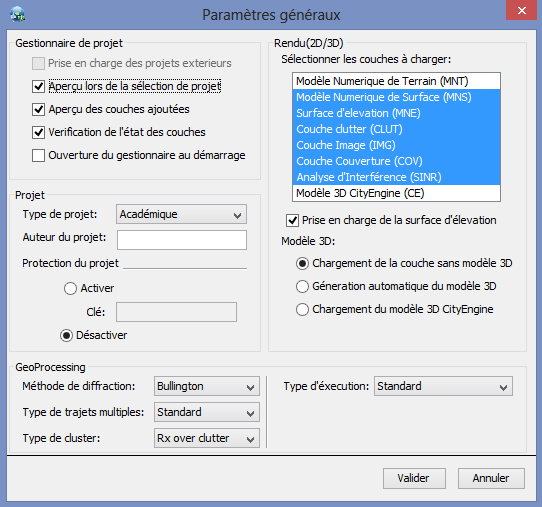 Paramètres généraux
Gestionnaire de projet
Prise en charge des projets exterieurs
Aperçu lors de la sélection de projet
Aperçu des couches ajoutées
Verification de l'état des couches
Ouverture du gestionnaire au démarrage
Projet
Type de projet: Académique
Auteur du projet:
Protection du projet
Activer
Clé:
Désactiver
Rendu(2D/3D)
Sélectionner les couches à charger:
Modèle Numerique de Terrain (MNT)
Modèle Numerique de Surface (MNS)
Surface d'elevation (MNE)
Couche clutter (CLUT)
Couche Image (IMG)
Couche Couverture (COV)
Analyse d'Interférence (SINR)
Modèle 3D CityEngine (CE)
Prise en charge de la surface d'élevation
Modèle 3D:
Chargement de la couche sans modèle 3D
Géneration automatique du modèle 3D
Chargement du modèle 3D CityEngine
GeoProcessing
Méthode de diffraction: Bullington
Type de trajets multiples: Standard
Type de cluster: Rx over clutter
Type d'éxecution: Standard
Valider Annuler